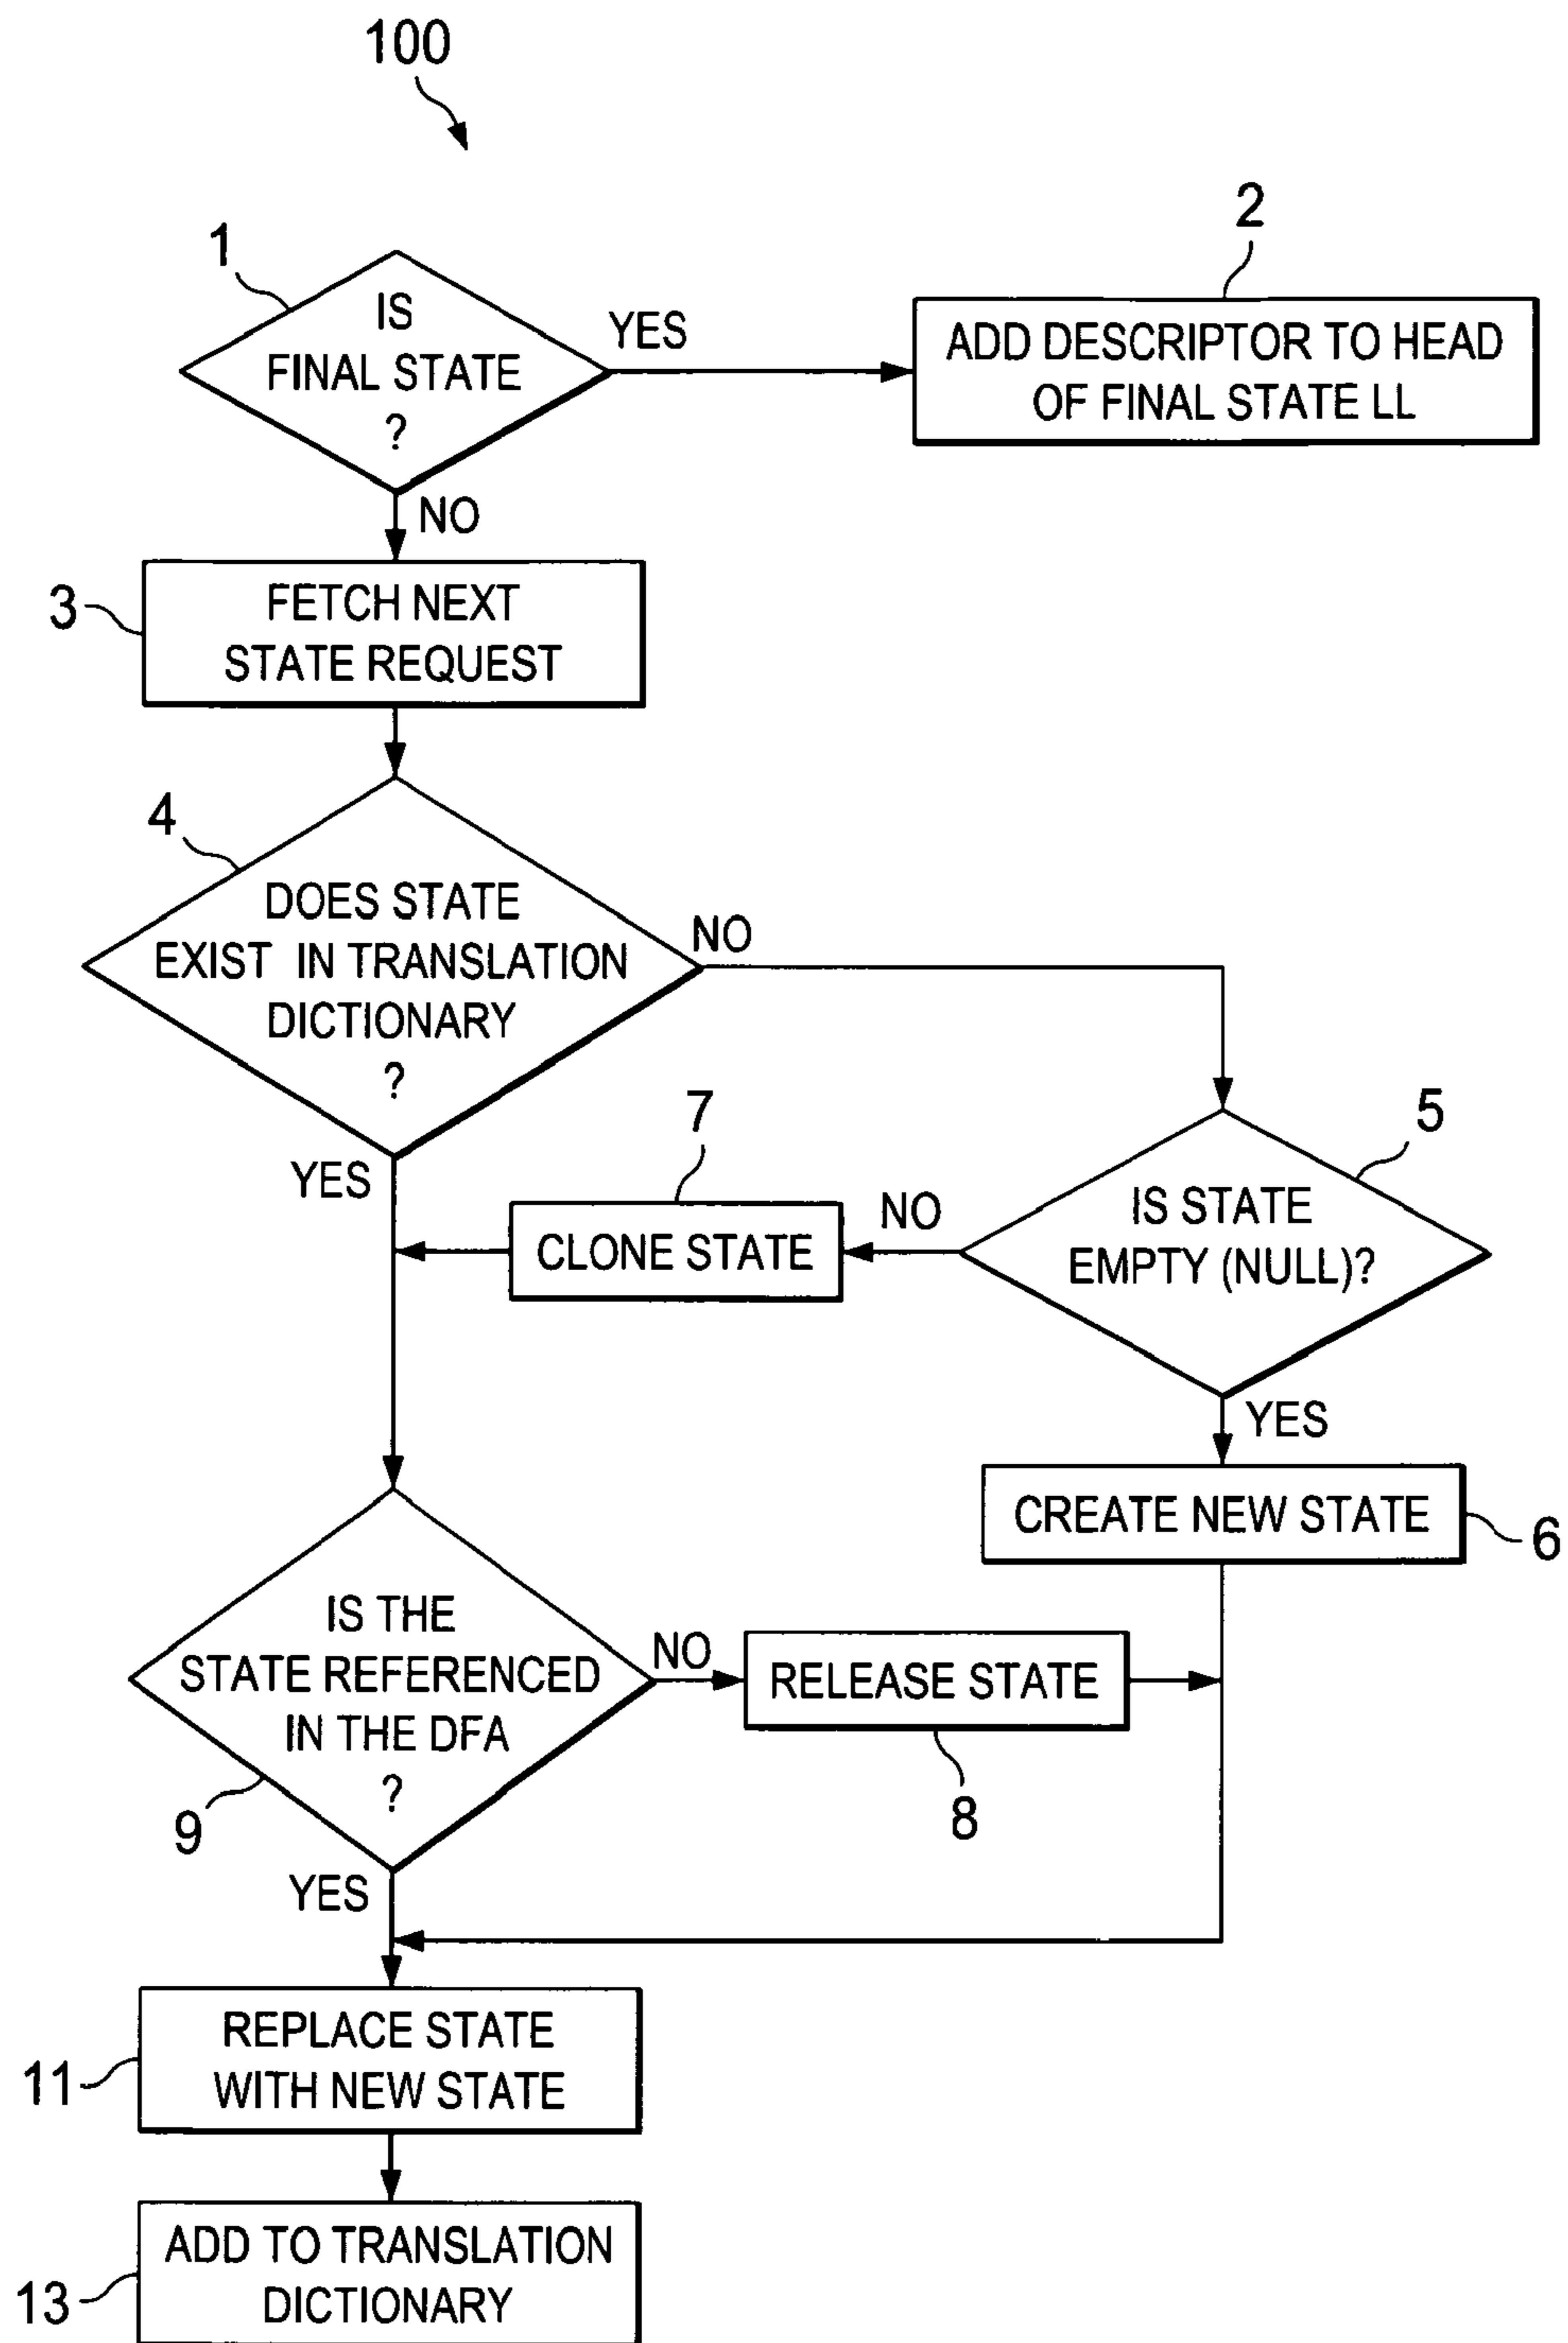 100
1
IS
FINAL STATE
?
YES
2
ADD DESCRIPTOR TO HEAD
OF FINAL STATE LL
NO
3
FETCH NEXT
STATE REQUEST
4
DOES STATE
EXIST IN TRANSLATION
DICTIONARY
?
NO
YES
7
CLONE STATE
NO
5
IS STATE
EMPTY (NULL)?
YES
CREATE NEW STATE
6
IS THE
STATE REFERENCED
IN THE DFA
?
9
NO
RELEASE STATE
8
YES
11
REPLACE STATE
WITH NEW STATE
13
ADD TO TRANSLATION
DICTIONARY